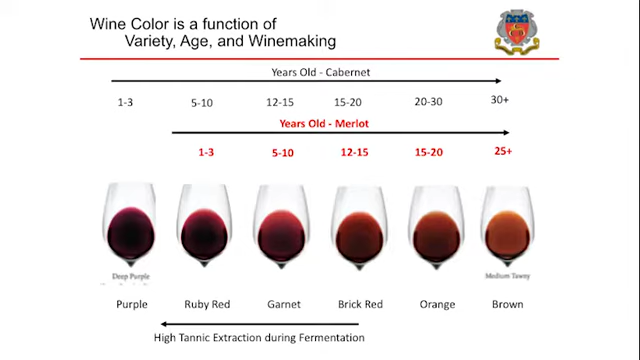 Wine Color is a function of
Variety, Age, and Winemaking
Years Old - Cabernet
1-3 5-10 12-15 15-20 20-30 30+
Years Old - Merlot
1-3 5-10 12-15 15-20 25+
Deep Purple Medium Tawny
Purple Ruby Red Garnet Brick Red Orange Brown
High Tannic Extraction during Fermentation